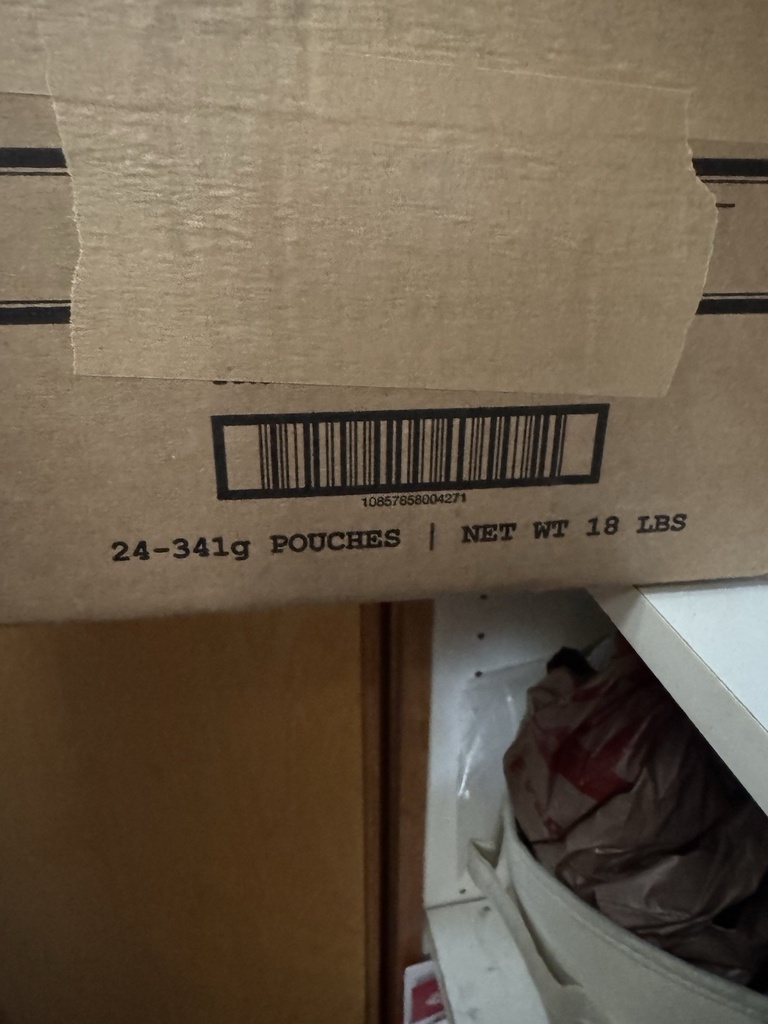 10857658004271
24-341g POUCHES | NET WT 18 LBS